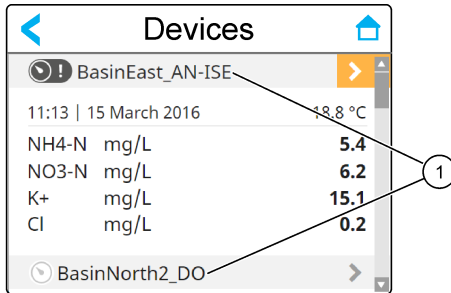 Devices
BasinEast_AN-ISE
11:13 | 15 March 2016 18.8 °C
NH4-N mg/L 5.4
NO3-N mg/L 6.2
K+ mg/L 15.1
Cl mg/L 0.2
BasinNorth2_DO
1